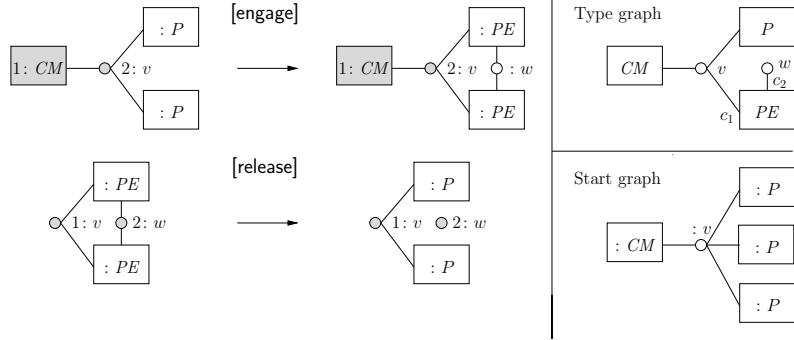 [engage]
: P
1: CM
2: v
: P
: PE
1: CM
2: v
: w
: PE
[release]
: PE
1: v
2: w
: PE
: P
1: v
2: w
: P
Type graph
P
CM
v
w
c2
c1
PE
Start graph
: P
: v
: CM
: P
: P